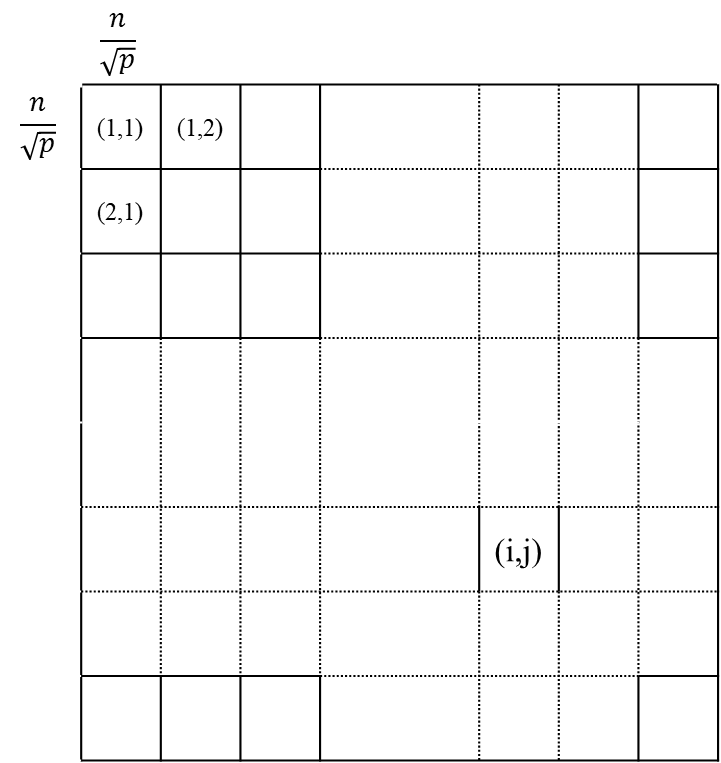 n
√p
n
√p
(1,1) (1,2)
(2,1)
(i,j)